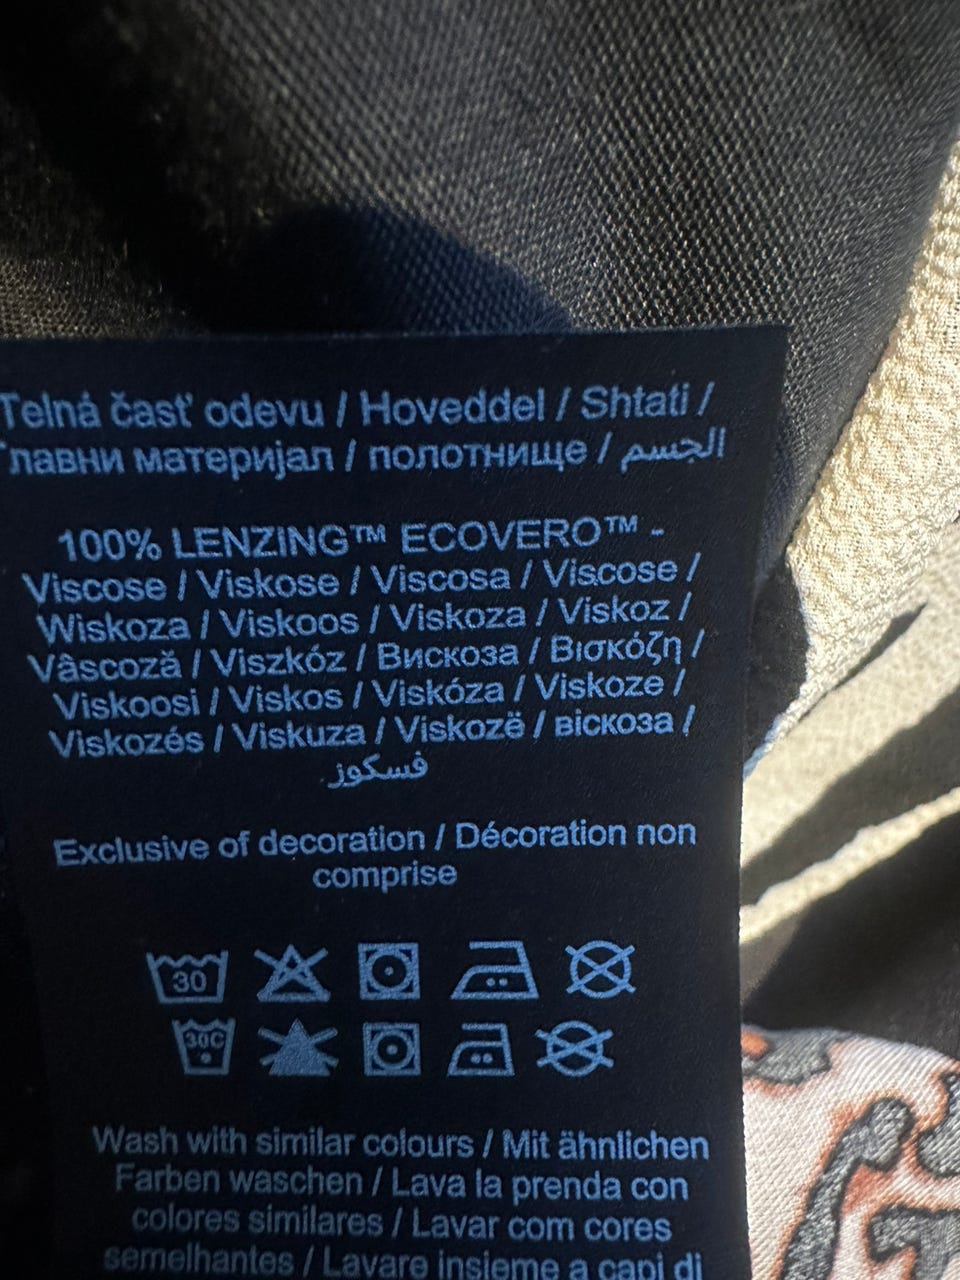 Telná časť odevu / Hoveddel / Shtati /
лавни материјал / полотнище / الجسم
100% LENZING™ ECOVERO™ -
Viscose / Viskose / Viscosa / Viscose /
Wiskoza / Viskoos / Viskoza / Viskoz /
Vâscoză / Viszkóz / Вискоза / Βισκόζη /
Viskoosi / Viskos / Viskóza / Viskoze /
Viskozés / Viskuza / Viskozë / віскоза /
فسكوز
Exclusive of decoration / Décoration non
comprise
30
30C
Wash with similar colours / Mit ähnlichen
Farben waschen / Lava la prenda con
colores similares / Lavar com cores
semelhantes / Lavare insieme a capi di